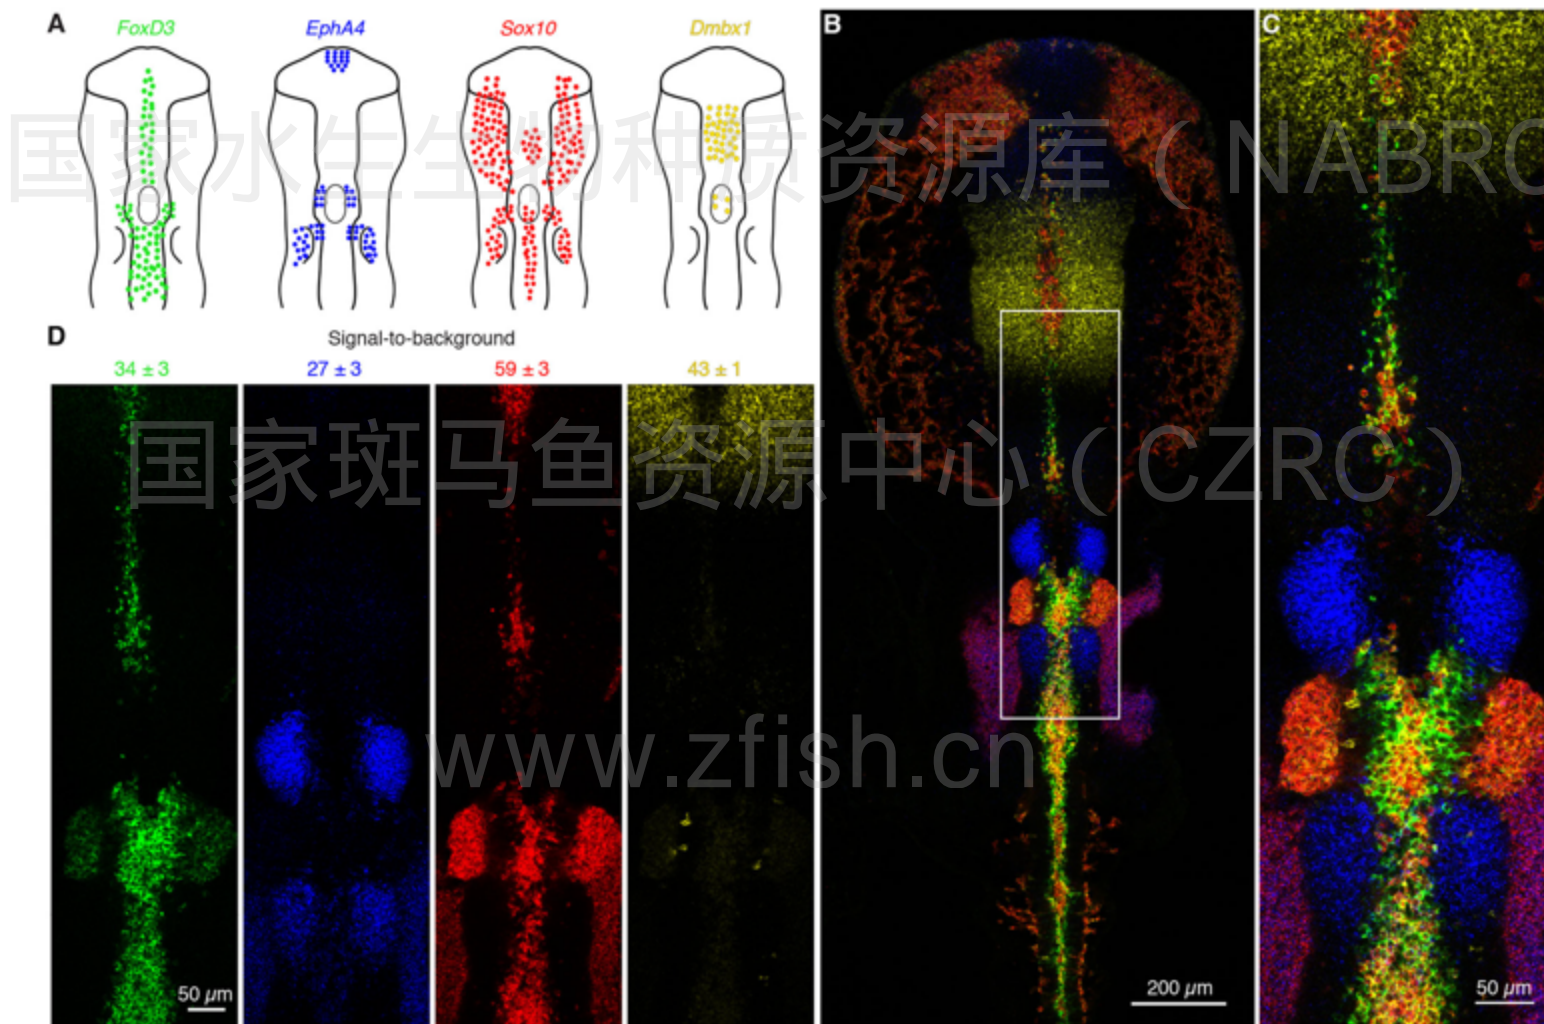 A
FoxD3
EphA4
Sox10
Dmbx1
B
C
国家水生生物种质资源库（NABRC
D
Signal-to-background
34 ± 3
27 ± 3
59 ± 3
43 ± 1
国家斑马鱼资源中心（CZRC）
www.zfish.cn
50 µm
200 µm
50 µm